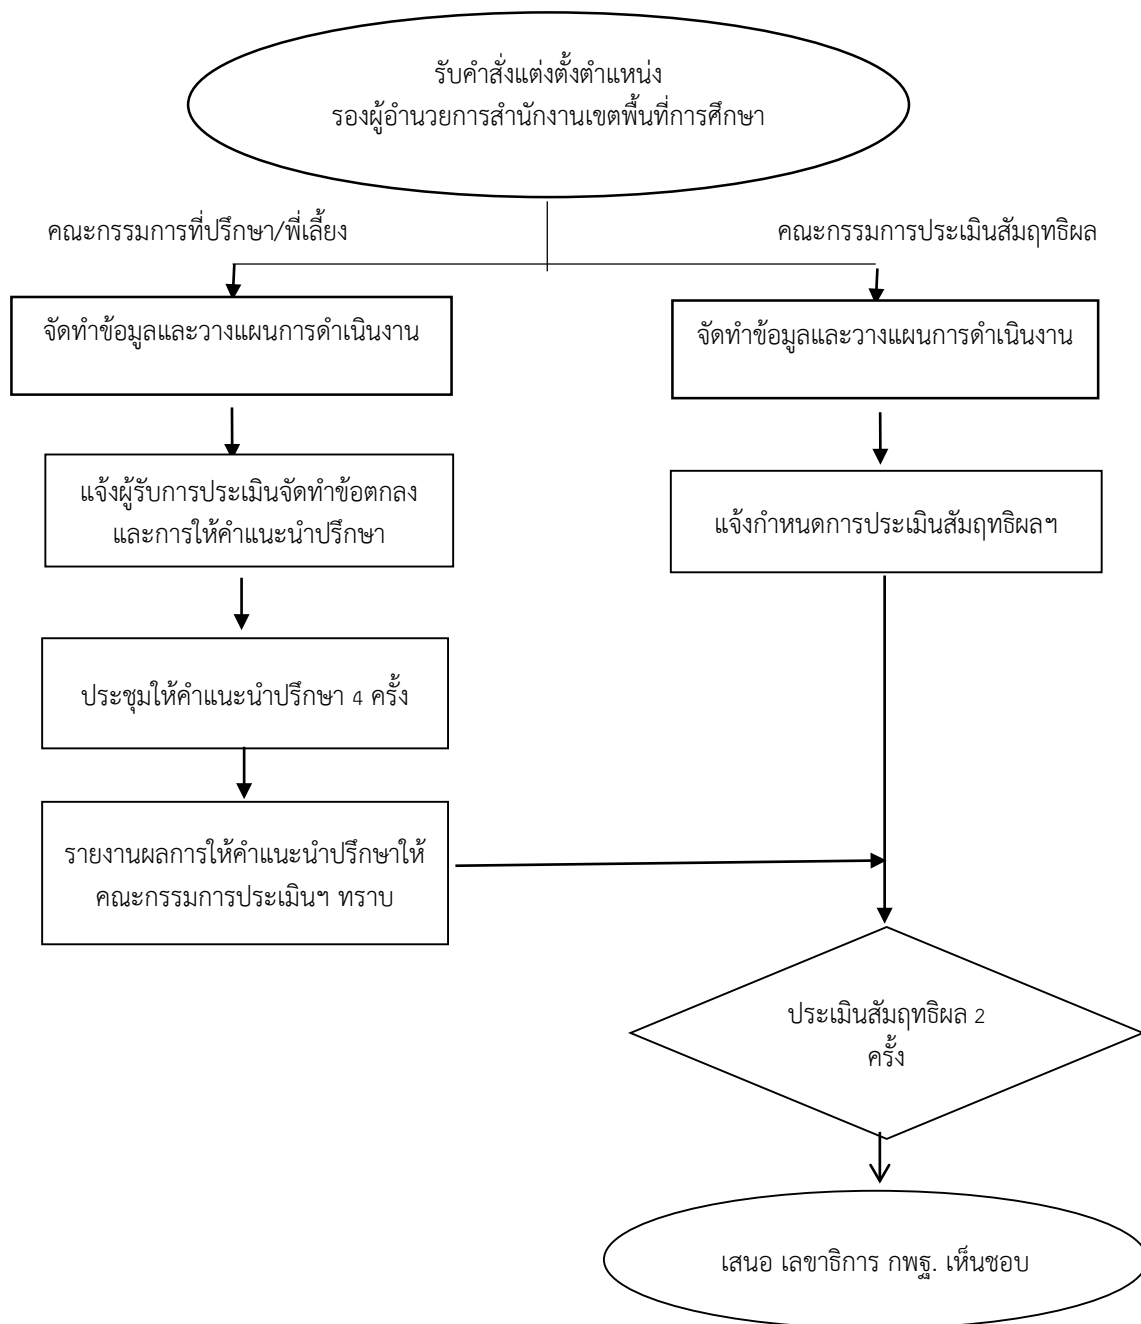 รับคำสั่งแต่งตั้งตำแหน่ง
รองผู้อำนวยการสำนักงานเขตพื้นที่การศึกษา
คณะกรรมการที่ปรึกษา/พี่เลี้ยง
คณะกรรมการประเมินสัมฤทธิผล
จัดทำข้อมูลและวางแผนการดำเนินงาน
จัดทำข้อมูลและวางแผนการดำเนินงาน
แจ้งผู้รับการประเมินจัดทำข้อตกลง
และการให้คำแนะนำปรึกษา
แจ้งกำหนดการประเมินสัมฤทธิผลฯ
ประชุมให้คำแนะนำปรึกษา 4 ครั้ง
รายงานผลการให้คำแนะนำปรึกษาให้
คณะกรรมการประเมินฯ ทราบ
ประเมินสัมฤทธิผล 2
ครั้ง
เสนอ เลขาธิการ กพฐ. เห็นชอบ